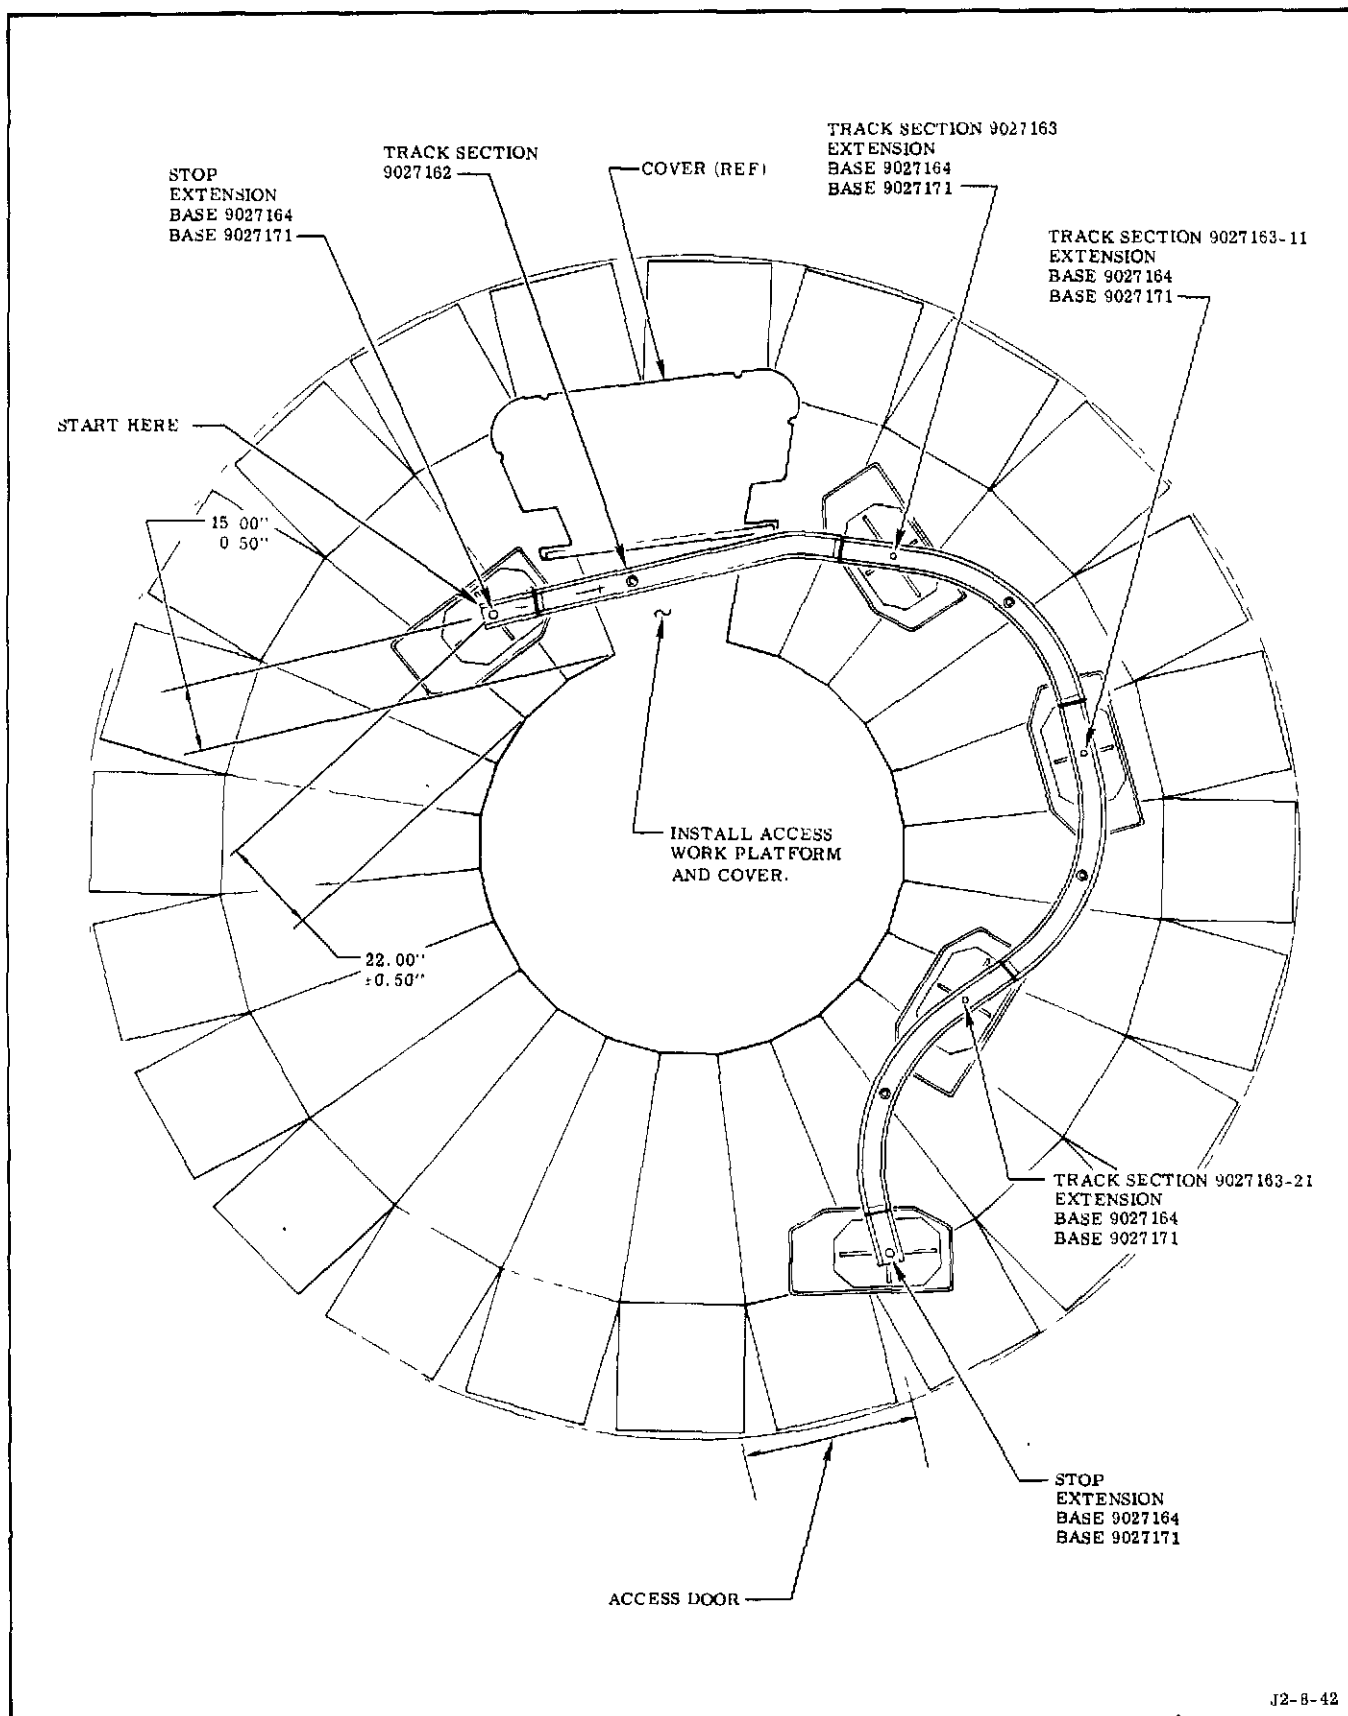 TRACK SECTION 9027163
EXTENSION
BASE 9027164
BASE 9027171
TRACK SECTION
9027162
COVER (REF)
STOP
EXTENSION
BASE 9027164
BASE 9027171
TRACK SECTION 9027163-11
EXTENSION
BASE 9027164
BASE 9027171
START HERE
15 00"
0 50"
INSTALL ACCESS
WORK PLATFORM
AND COVER.
22.00"
±0.50"
TRACK SECTION 9027163-21
EXTENSION
BASE 9027164
BASE 9027171
STOP
EXTENSION
BASE 9027164
BASE 9027171
ACCESS DOOR
J2-8-42